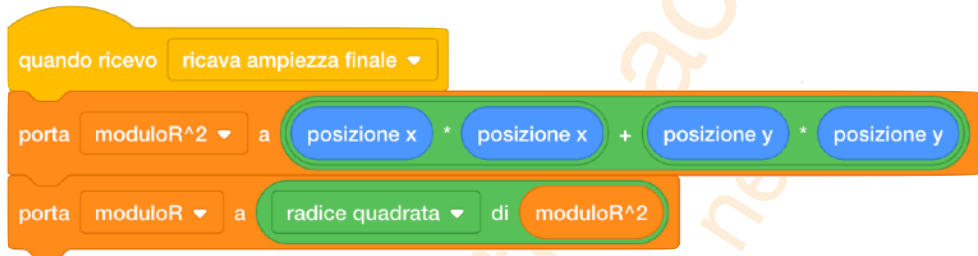 quando ricevo ricava ampiezza finale
porta moduloR^2 a posizione x * posizione x + posizione y * posizione y
porta moduloR a radice quadrata di moduloR^2